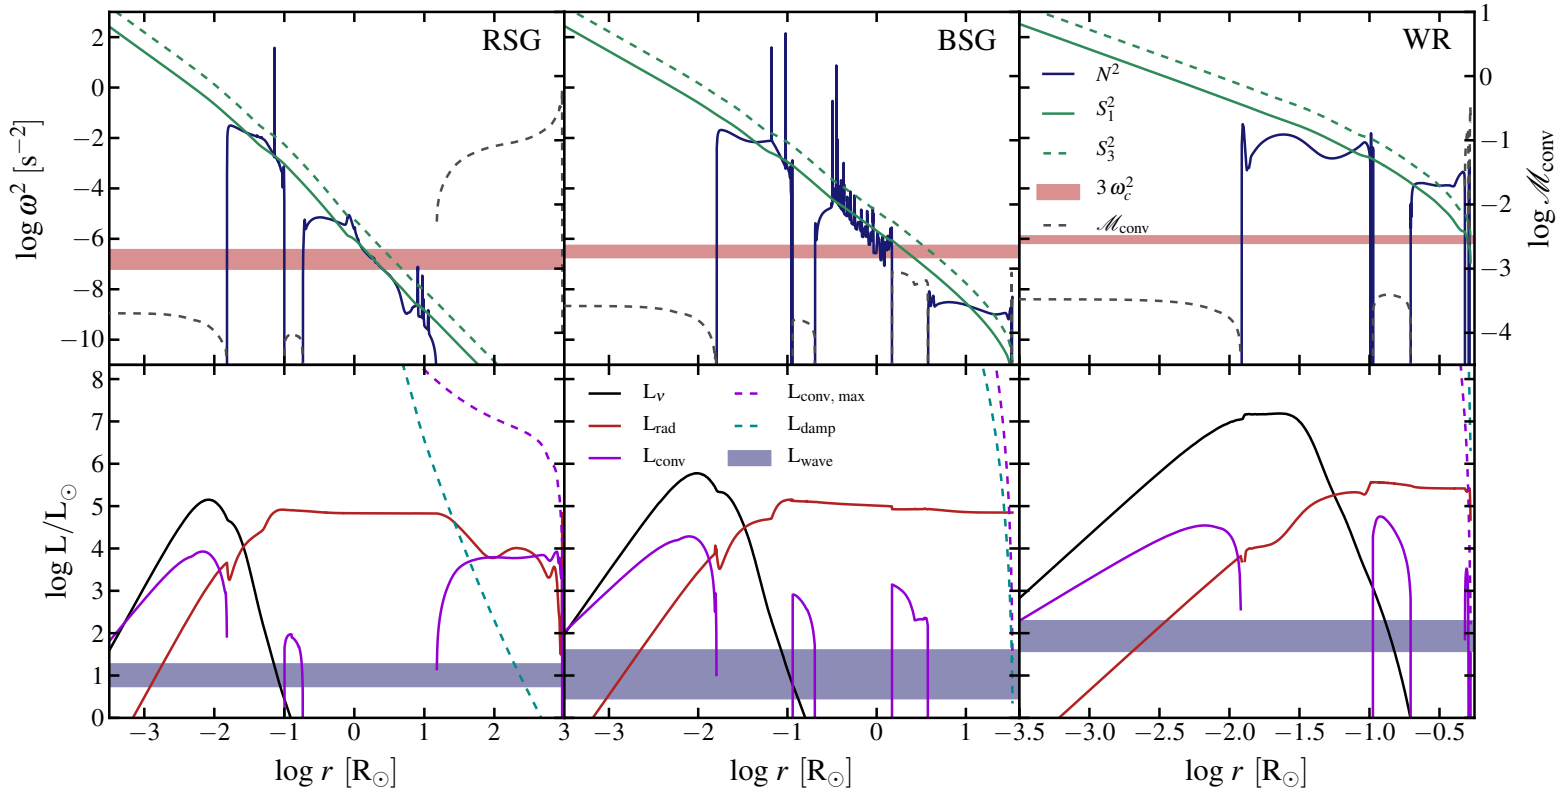 RSG
BSG
WR
2
0
−2
−4
−6
−8
−10
log ω² [s⁻²]
N²
S₁²
S₃²
3 ω_c²
ℳ_conv
1
0
−1
−2
−3
−4
log ℳ_conv
8
7
6
5
4
3
2
1
0
log L/L_⊙
L_ν
L_rad
L_conv
L_conv, max
L_damp
L_wave
−3 −2 −1 0 1 2 3
−3 −2 −1 0 1
−3.5 −3.0 −2.5 −2.0 −1.5 −1.0 −0.5
log r [R_⊙]
log r [R_⊙]
log r [R_⊙]